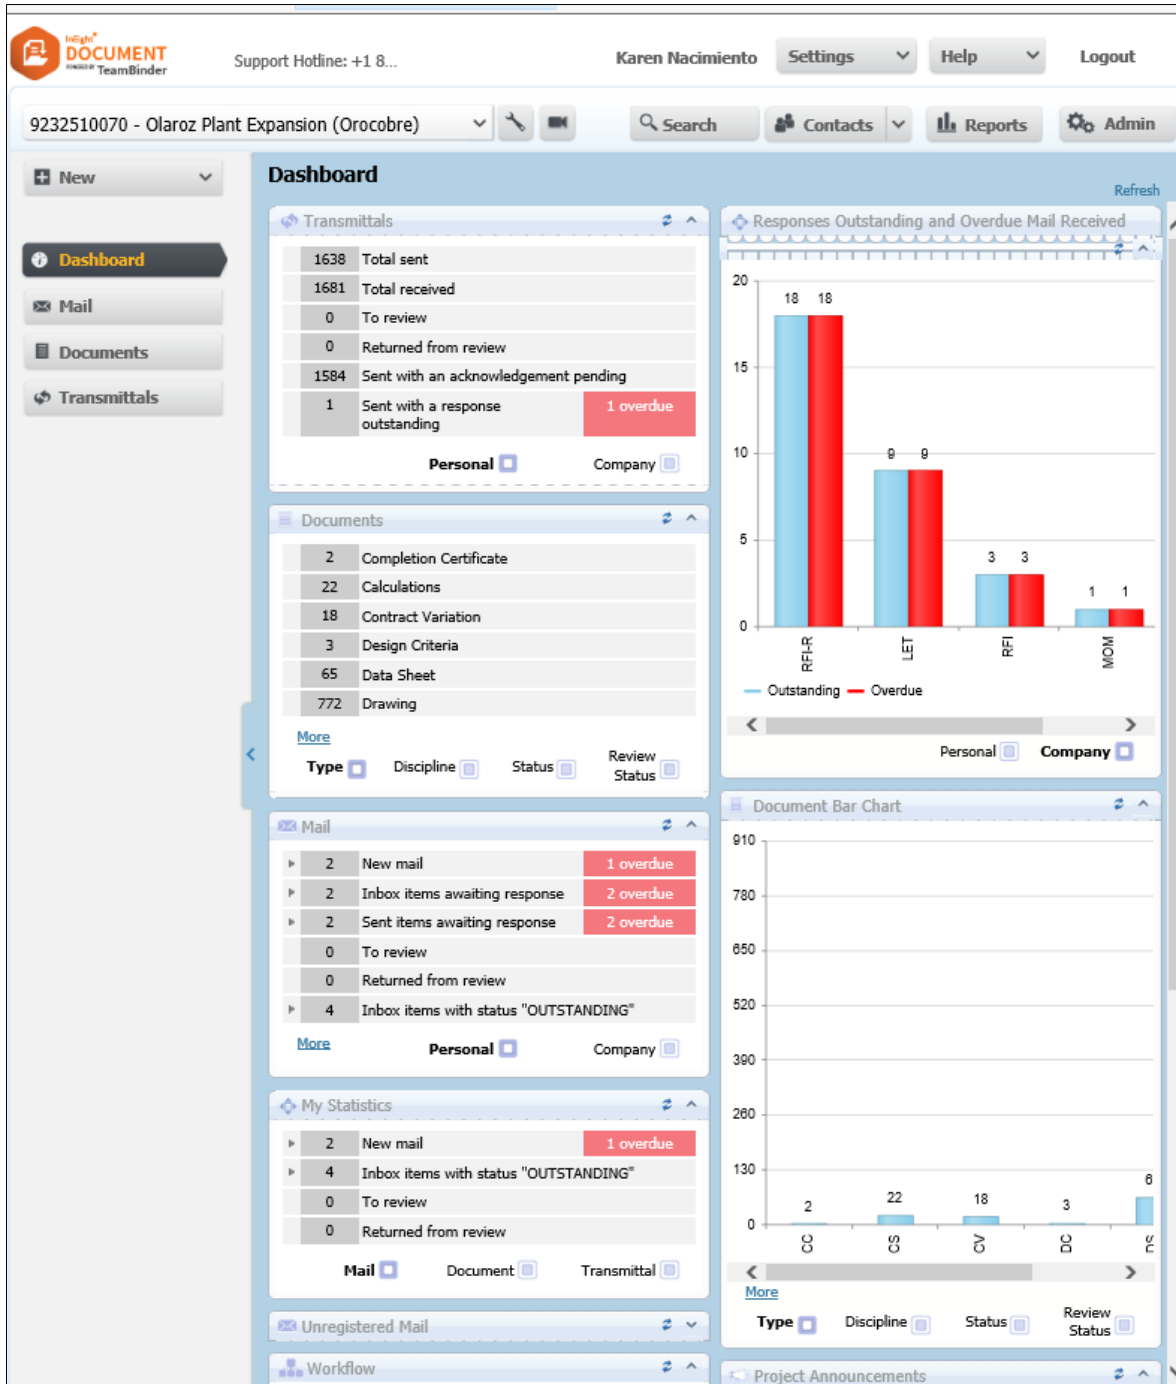 InEight
DOCUMENT
POWERED BY TeamBinder
Support Hotline: +1 8...
Karen Nacimiento
Settings
Help
Logout
9232510070 - Olaroz Plant Expansion (Orocobre)
Search
Contacts
Reports
Admin
New
Dashboard
Mail
Documents
Transmittals
Dashboard
Refresh
Transmittals
1638 Total sent
1681 Total received
0 To review
0 Returned from review
1584 Sent with an acknowledgement pending
1 Sent with a response 1 overdue
outstanding
Personal Company
Documents
2 Completion Certificate
22 Calculations
18 Contract Variation
3 Design Criteria
65 Data Sheet
772 Drawing
More
Type Discipline Status Review
Status
Mail
2 New mail 1 overdue
2 Inbox items awaiting response 2 overdue
2 Sent items awaiting response 2 overdue
0 To review
0 Returned from review
4 Inbox items with status "OUTSTANDING"
More
Personal Company
My Statistics
2 New mail 1 overdue
4 Inbox items with status "OUTSTANDING"
0 To review
0 Returned from review
Mail Document Transmittal
Unregistered Mail
Workflow
Responses Outstanding and Overdue Mail Received
20
18 18
15
10
9 9
5
3 3
1 1
0
RFI-R LET RFI MOM
Outstanding Overdue
Personal Company
Document Bar Chart
910
780
650
520
390
260
130
6
2 22 18 3
0
CC CS CV DC
More
Type Discipline Status Review
Status
Project Announcements